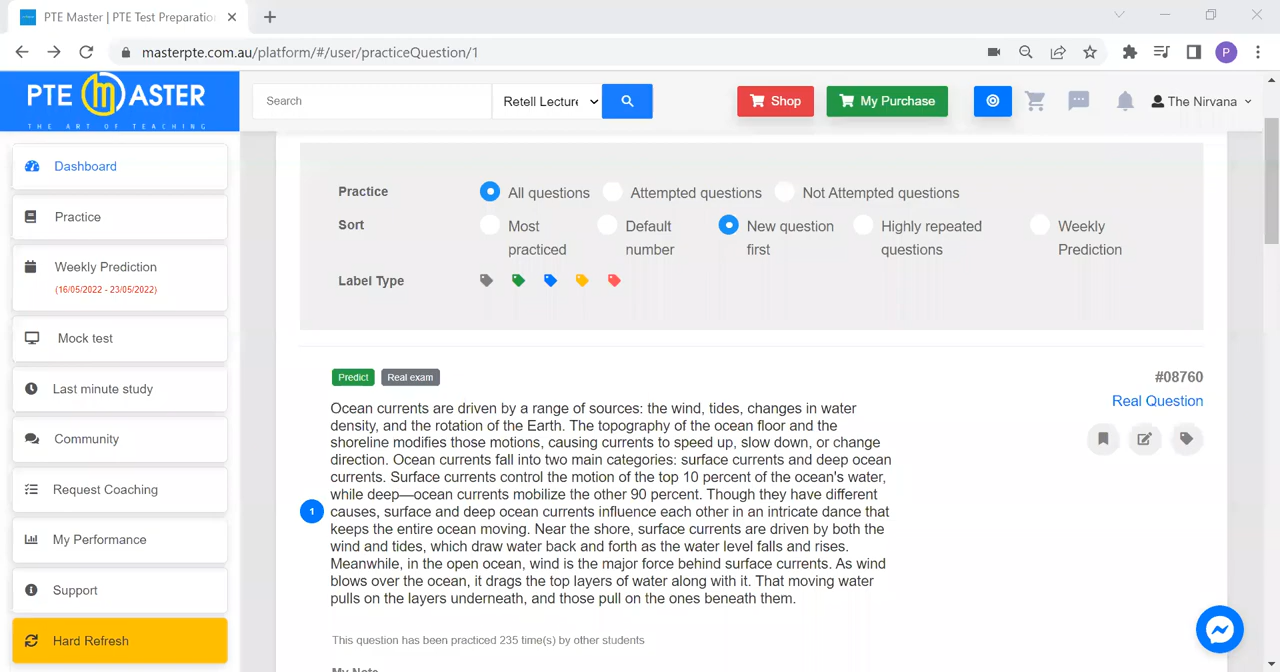 PTE Master | PTE Test Preparatio
masterpte.com.au/platform/#/user/practiceQuestion/1
P
PTE MASTER
THE ART OF TEACHING
Search
Retell Lecture
Shop
My Purchase
The Nirvana
Dashboard
Practice
Weekly Prediction
(16/05/2022 - 23/05/2022)
Mock test
Last minute study
Community
Request Coaching
My Performance
Support
Hard Refresh
Practice
All questions
Attempted questions
Not Attempted questions
Sort
Most practiced
Default number
New question first
Highly repeated questions
Weekly Prediction
Label Type
Predict
Real exam
#08760
Real Question
1
Ocean currents are driven by a range of sources: the wind, tides, changes in water
density, and the rotation of the Earth. The topography of the ocean floor and the
shoreline modifies those motions, causing currents to speed up, slow down, or change
direction. Ocean currents fall into two main categories: surface currents and deep ocean
currents. Surface currents control the motion of the top 10 percent of the ocean's water,
while deep—ocean currents mobilize the other 90 percent. Though they have different
causes, surface and deep ocean currents influence each other in an intricate dance that
keeps the entire ocean moving. Near the shore, surface currents are driven by both the
wind and tides, which draw water back and forth as the water level falls and rises.
Meanwhile, in the open ocean, wind is the major force behind surface currents. As wind
blows over the ocean, it drags the top layers of water along with it. That moving water
pulls on the layers underneath, and those pull on the ones beneath them.
This question has been practiced 235 time(s) by other students
My Note